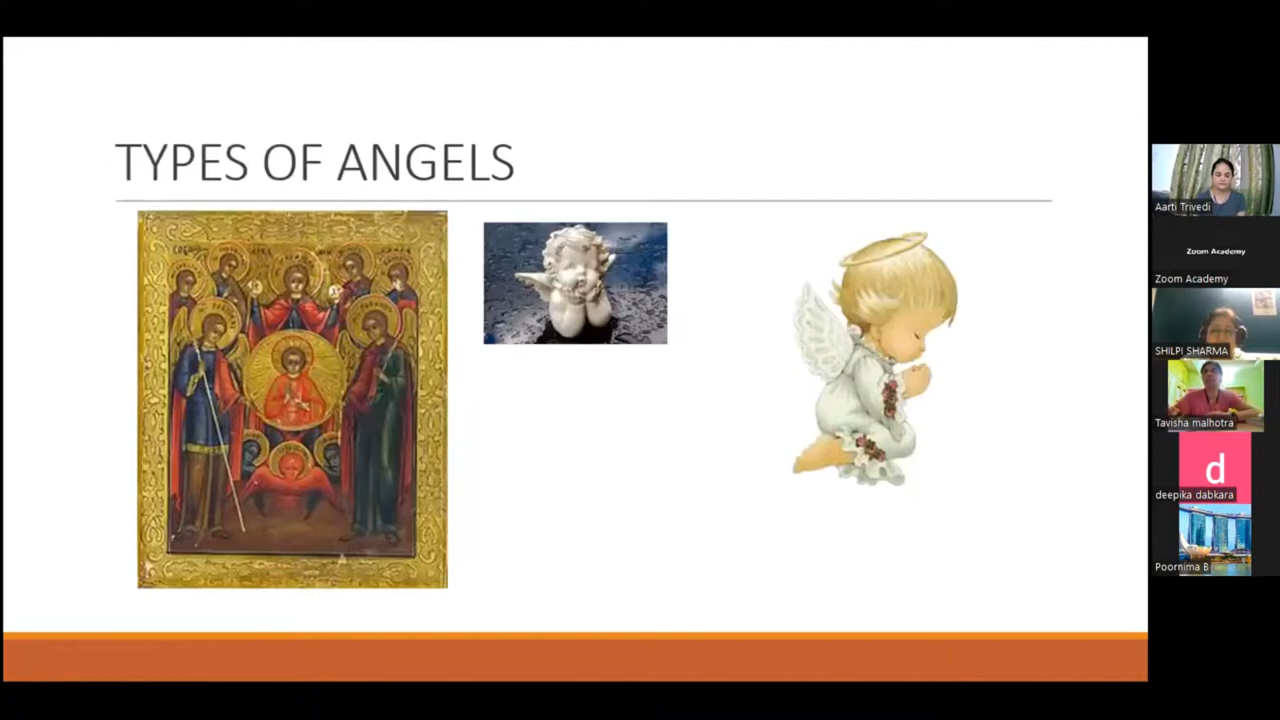 TYPES OF ANGELS
Aarti Trivedi
Zoom Academy
Zoom Academy
SHILPI SHARMA
Tavisha malhotra
d
deepika dabkara
Poornima B